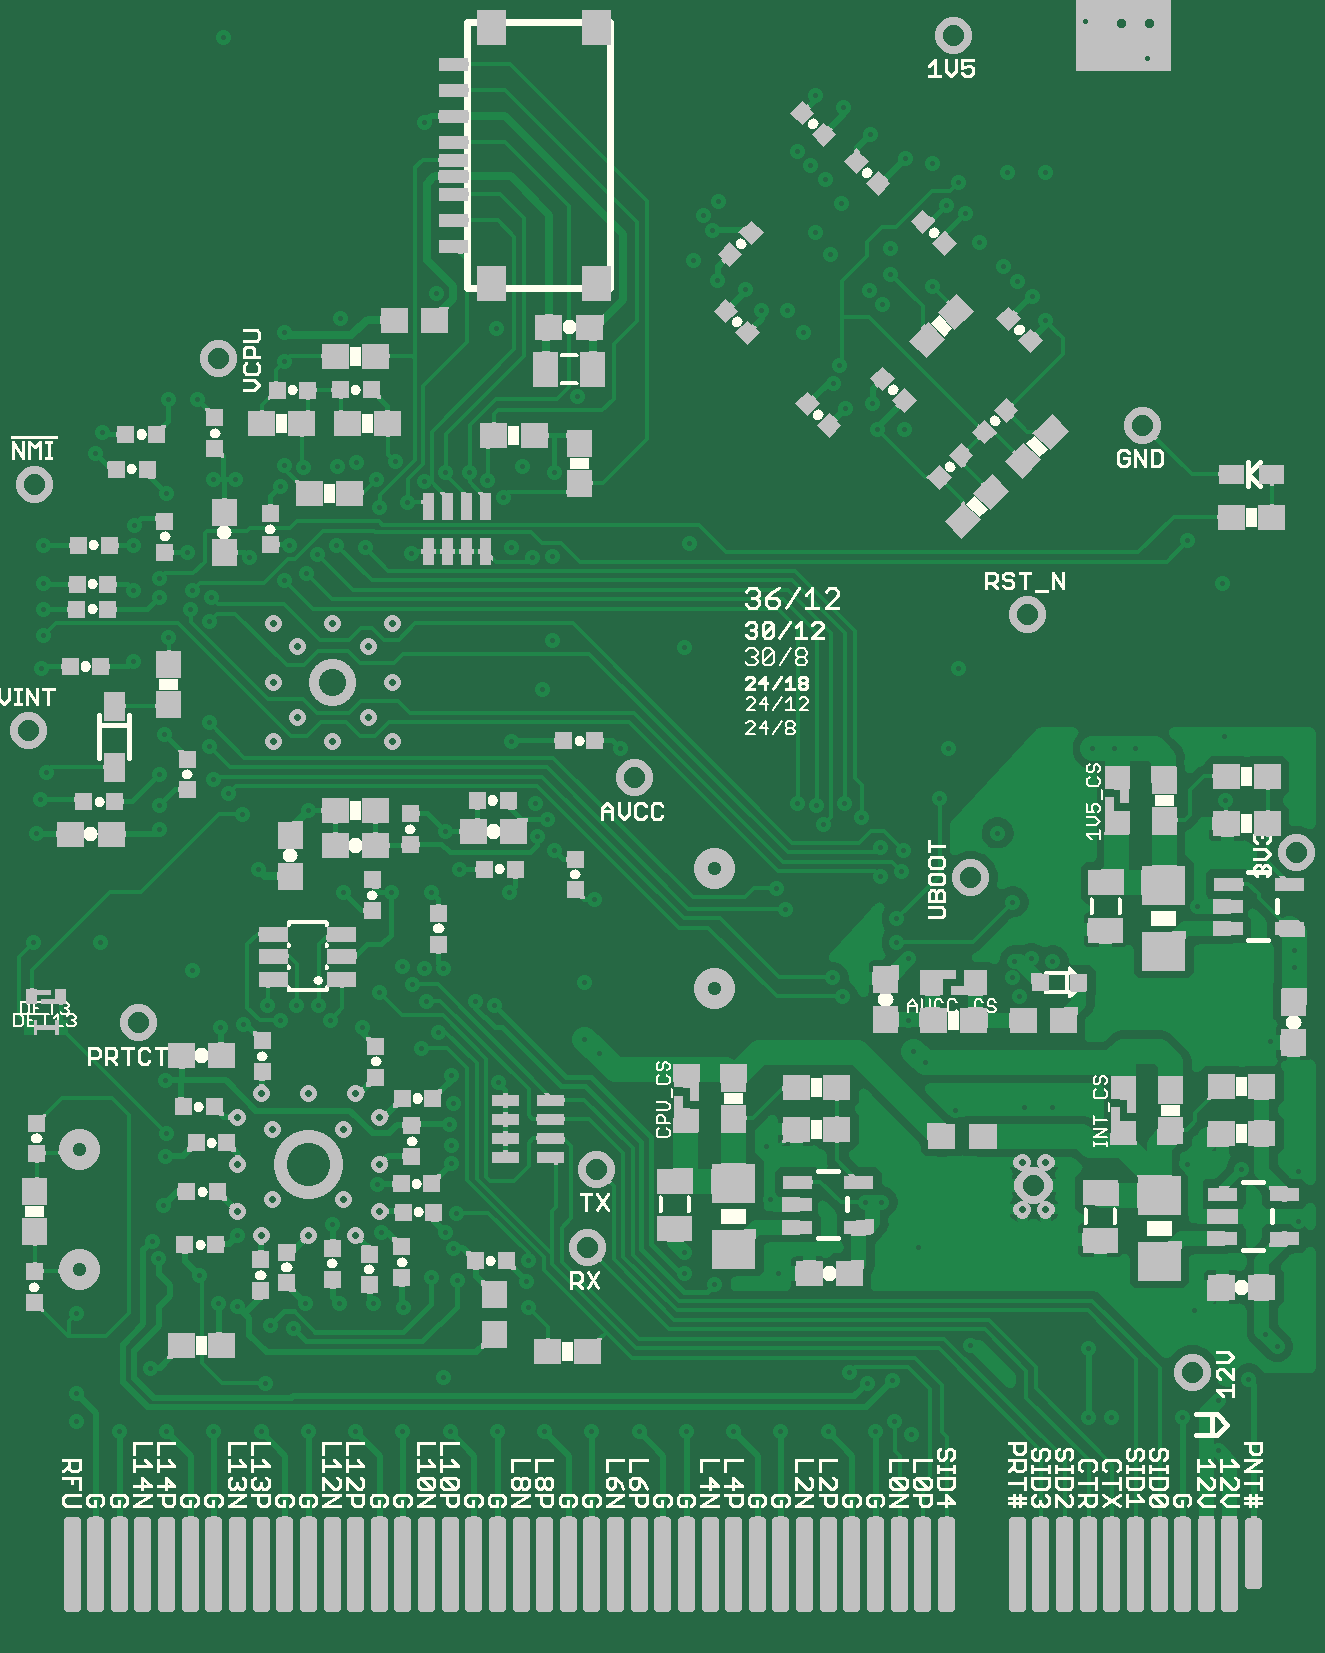 1V5
VCPU
NMI
GND
K
RST_N
36/12
30/12
30/8
24/18
24/12
24/8
VINT
1V5_CS
AVCC
3V3
UBOOT
DET3
DET13
AVCC_CS
PRTCT
CPU_CS
INT_CS
TX
RX
12V
A
RFU
G
G
L14N
L14P
G
G
L13N
L13P
G
G
L12N
L12P
G
G
L10N
L10P
G
G
L8N
L8P
G
G
L6N
L6P
G
G
L4N
L4P
G
G
L2N
L2P
G
G
L0N
L0P
SID4
PRT#
SID3
SID2
CTR
CTX
SID1
SID0
G
12V
12V
PNT#